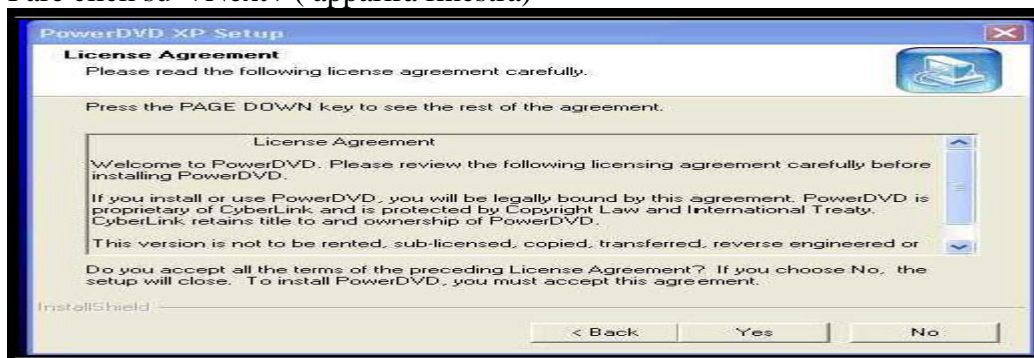 PowerDVD XP Setup
License Agreement
Please read the following license agreement carefully.
Press the PAGE DOWN key to see the rest of the agreement.
License Agreement
Welcome to PowerDVD. Please review the following licensing agreement carefully before
installing PowerDVD.
If you install or use PowerDVD, you will be legally bound by this agreement. PowerDVD is
proprietary of CyberLink and is protected by Copyright Law and International Treaty.
CyberLink retains title to and ownership of PowerDVD.
This version is not to be rented, sub-licensed, copied, transferred, reverse engineered or
Do you accept all the terms of the preceding License Agreement? If you choose No, the
setup will close. To install PowerDVD, you must accept this agreement.
InstallShield
< Back Yes No